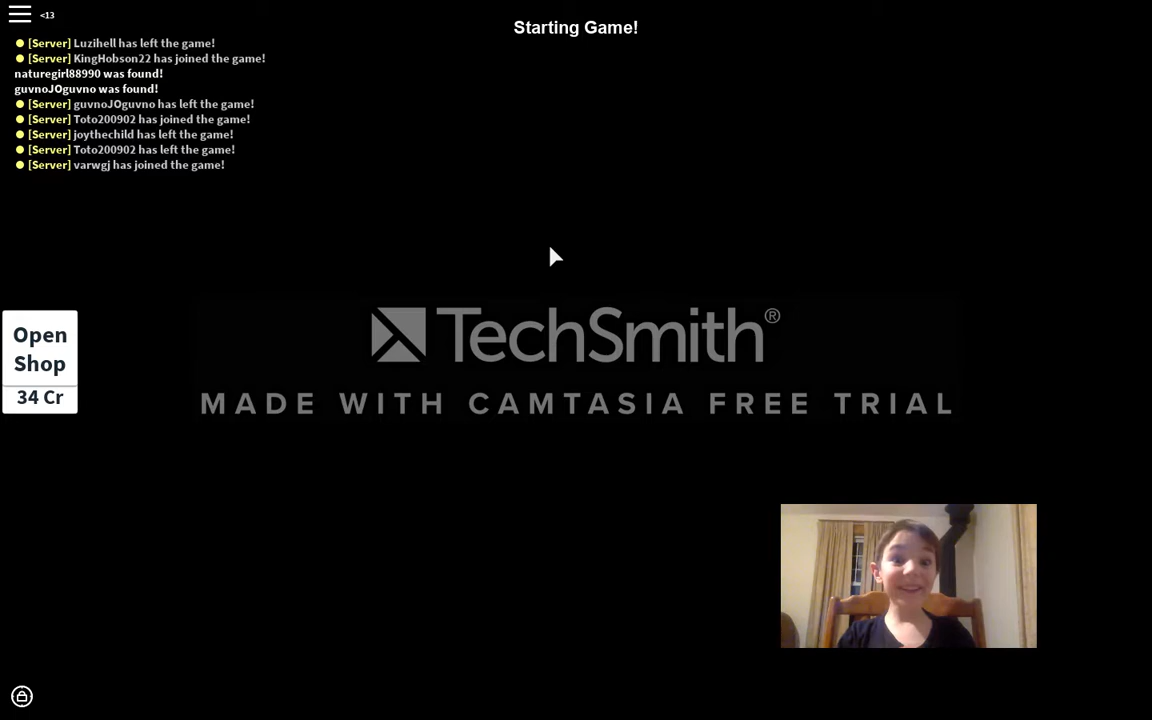 <13
Starting Game!
[Server] Luzihell has left the game!
[Server] KingHobson22 has joined the game!
naturegirl88990 was found!
guvnoJOguvno was found!
[Server] guvnoJOguvno has left the game!
[Server] Toto200902 has joined the game!
[Server] joythechild has left the game!
[Server] Toto200902 has left the game!
[Server] varwgj has joined the game!
TechSmith®
MADE WITH CAMTASIA FREE TRIAL
Open
Shop
34 Cr